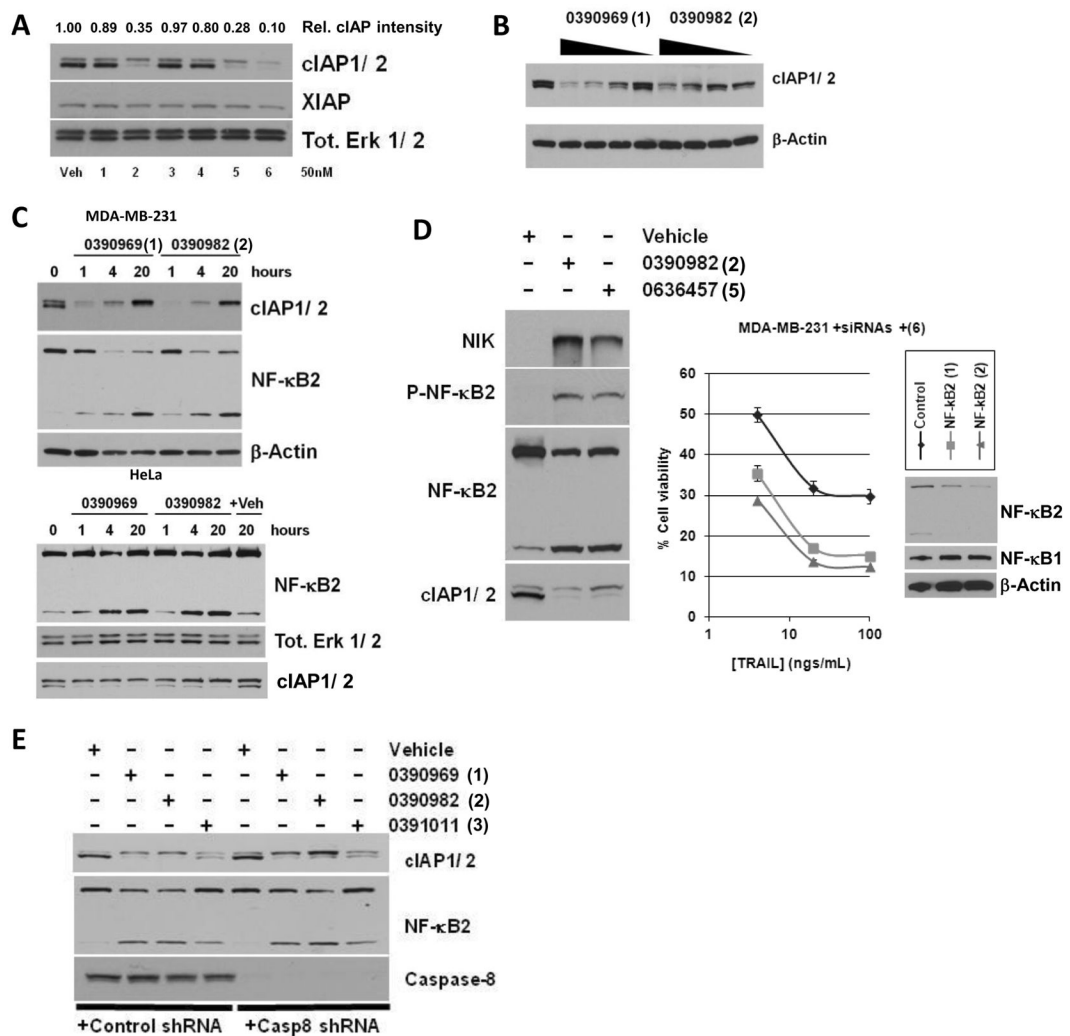 A
1.00 0.89 0.35 0.97 0.80 0.28 0.10 Rel. cIAP intensity
cIAP1/ 2
XIAP
Tot. Erk 1/ 2
Veh 1 2 3 4 5 6 50nM
B
0390969 (1) 0390982 (2)
cIAP1/ 2
β-Actin
C
MDA-MB-231
0390969 (1) 0390982 (2)
0 1 4 20 1 4 20 hours
cIAP1/ 2
NF-κB2
β-Actin
HeLa
0390969 0390982 +Veh
0 1 4 20 1 4 20 20 hours
NF-κB2
Tot. Erk 1/ 2
cIAP1/ 2
D
+ − − Vehicle
− + − 0390982 (2)
− − + 0636457 (5)
NIK
P-NF-κB2
NF-κB2
cIAP1/ 2
MDA-MB-231 +siRNAs +(6)
% Cell viability
60
50
40
30
20
10
0
1 10 100
[TRAIL] (ngs/mL)
Control
NF-kB2 (1)
NF-kB2 (2)
NF-κB2
NF-κB1
β-Actin
E
+ − − − + − − − Vehicle
− + − − − + − − 0390969 (1)
− − + − − − + − 0390982 (2)
− − − + − − − + 0391011 (3)
cIAP1/ 2
NF-κB2
Caspase-8
+Control shRNA +Casp8 shRNA